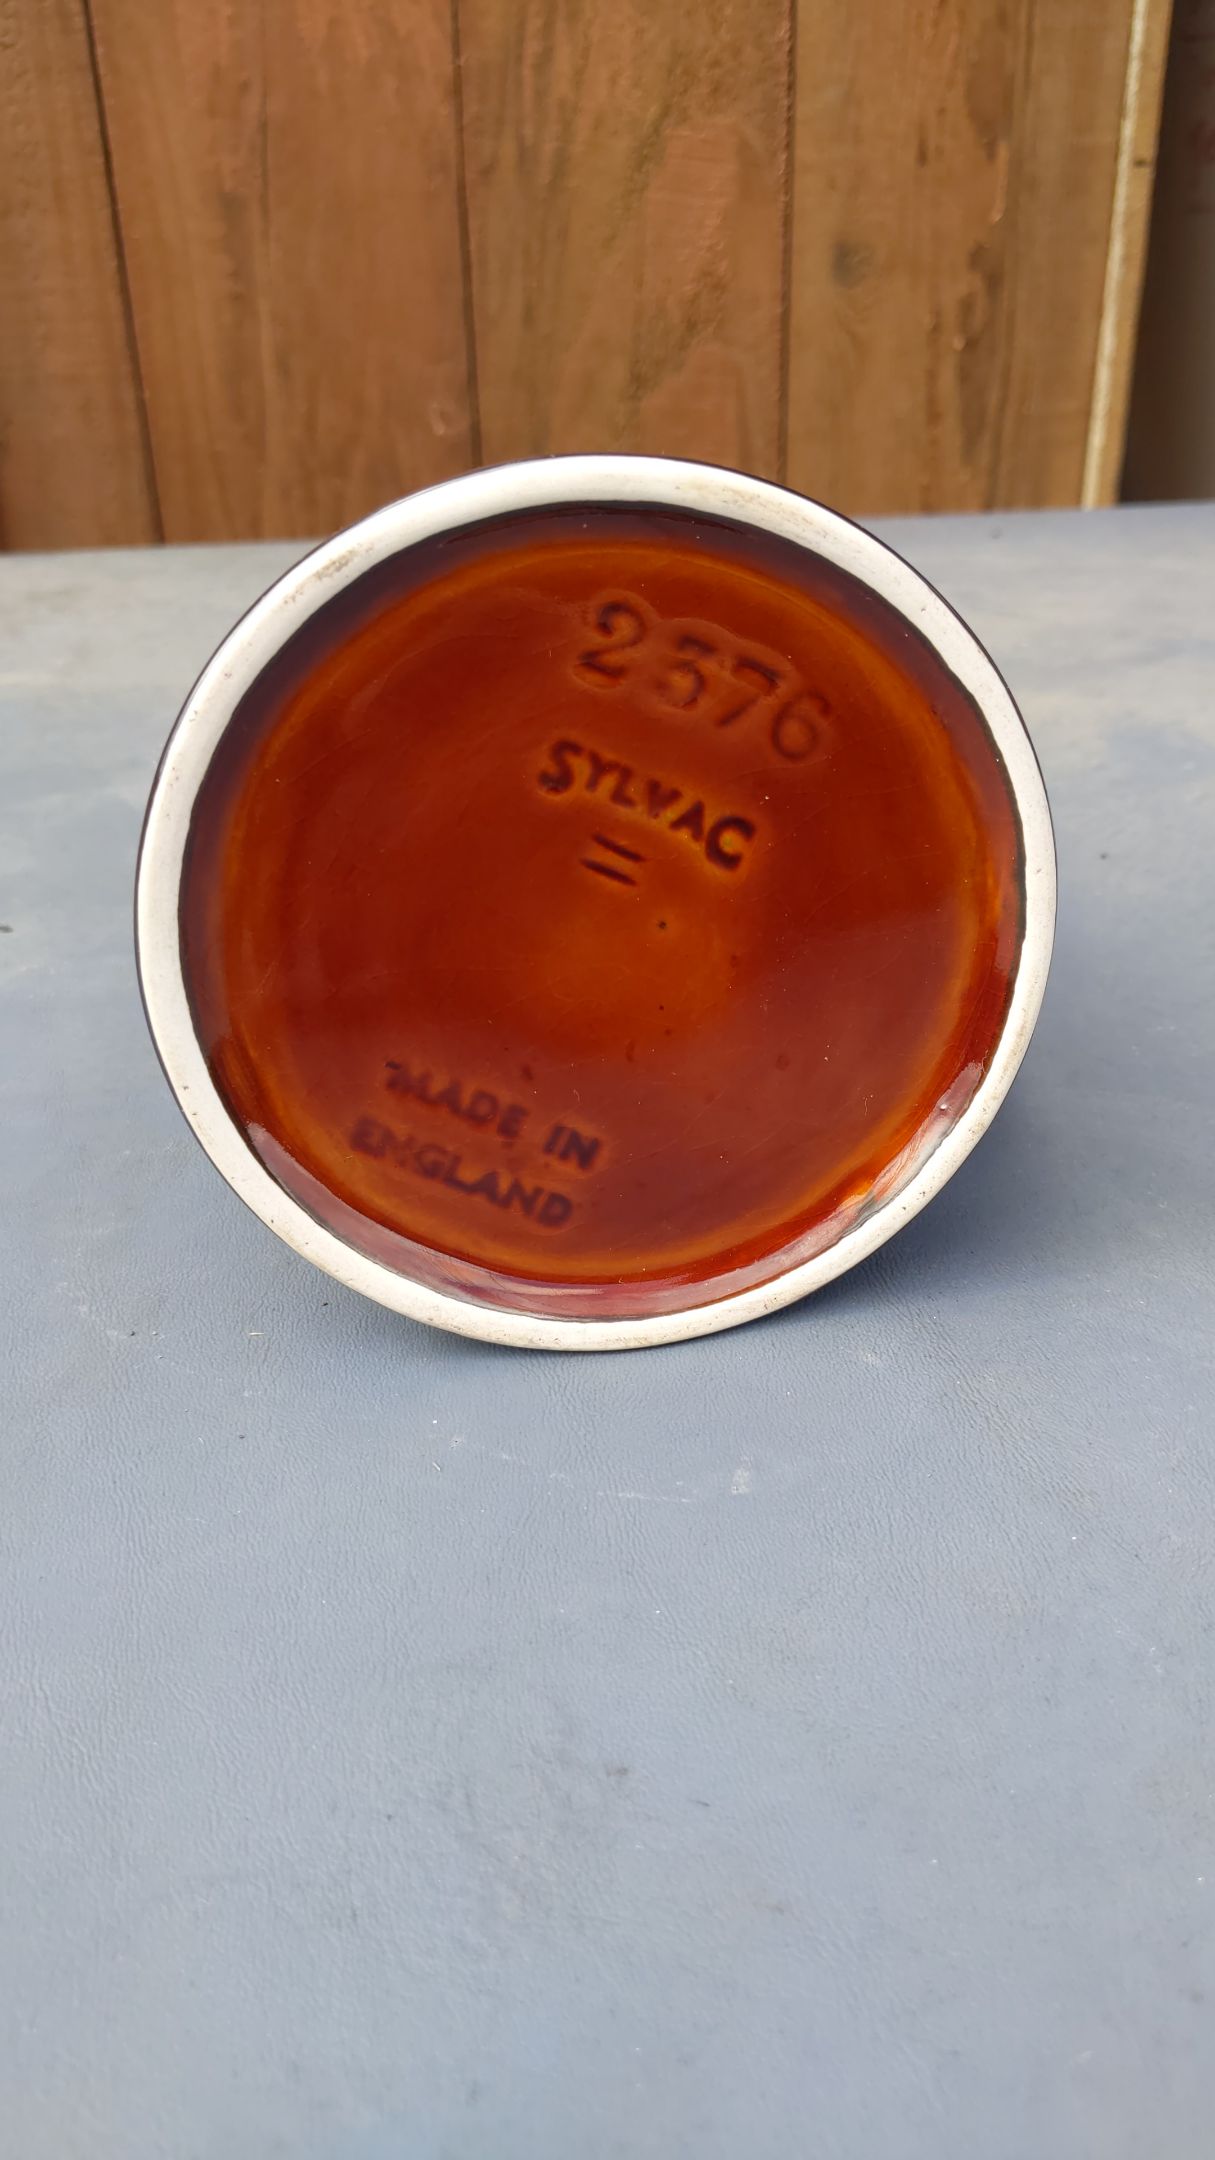 2376
SYLVAC
=
MADE IN
ENGLAND